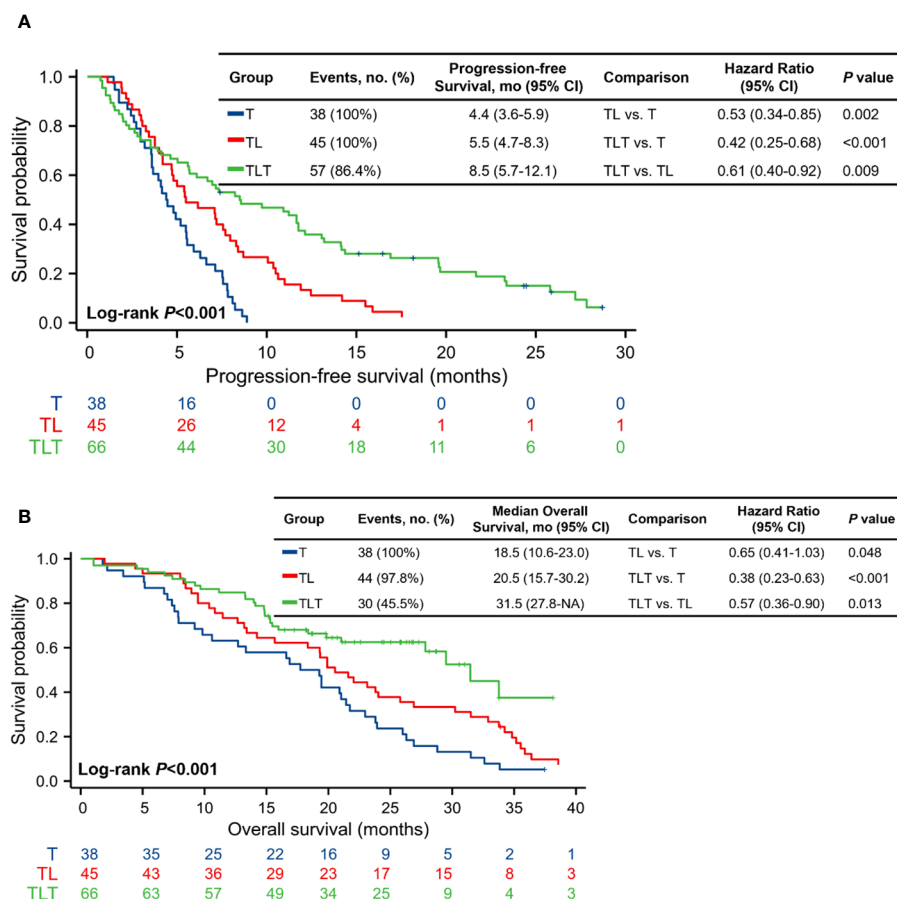 A
Group Events, no. (%) Progression-free Survival, mo (95% CI) Comparison Hazard Ratio (95% CI) P value
T 38 (100%) 4.4 (3.6-5.9) TL vs. T 0.53 (0.34-0.85) 0.002
TL 45 (100%) 5.5 (4.7-8.3) TLT vs. T 0.42 (0.25-0.68) <0.001
TLT 57 (86.4%) 8.5 (5.7-12.1) TLT vs. TL 0.61 (0.40-0.92) 0.009
Survival probability
1.0
0.8
0.6
0.4
0.2
0.0
Log-rank P<0.001
0 5 10 15 20 25 30
Progression-free survival (months)
T 38 16 0 0 0 0 0
TL 45 26 12 4 1 1 1
TLT 66 44 30 18 11 6 0
B
Group Events, no. (%) Median Overall Survival, mo (95% CI) Comparison Hazard Ratio (95% CI) P value
T 38 (100%) 18.5 (10.6-23.0) TL vs. T 0.65 (0.41-1.03) 0.048
TL 44 (97.8%) 20.5 (15.7-30.2) TLT vs. T 0.38 (0.23-0.63) <0.001
TLT 30 (45.5%) 31.5 (27.8-NA) TLT vs. TL 0.57 (0.36-0.90) 0.013
Survival probability
1.0
0.8
0.6
0.4
0.2
0.0
Log-rank P<0.001
0 5 10 15 20 25 30 35 40
Overall survival (months)
T 38 35 25 22 16 9 5 2 1
TL 45 43 36 29 23 17 15 8 3
TLT 66 63 57 49 34 25 9 4 3